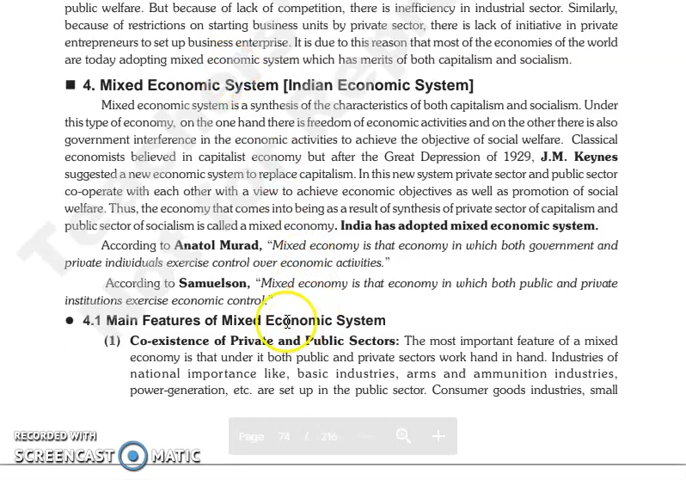 public welfare. But because of lack of competition, there is inefficiency in industrial sector. Similarly,
because of restrictions on starting business units by private sector, there is lack of initiative in private
entrepreneurs to set up business enterprise. It is due to this reason that most of the economies of the world
are today adopting mixed economic system which has merits of both capitalism and socialism.
■ 4. Mixed Economic System [Indian Economic System]
Mixed economic system is a synthesis of the characteristics of both capitalism and socialism. Under
this type of economy, on the one hand there is freedom of economic activities and on the other there is also
government interference in the economic activities to achieve the objective of social welfare. Classical
economists believed in capitalist economy but after the Great Depression of 1929, J.M. Keynes
suggested a new economic system to replace capitalism. In this new system private sector and public sector
co-operate with each other with a view to achieve economic objectives as well as promotion of social
welfare. Thus, the economy that comes into being as a result of synthesis of private sector of capitalism and
public sector of socialism is called a mixed economy. India has adopted mixed economic system.
According to Anatol Murad, “Mixed economy is that economy in which both government and
private individuals exercise control over economic activities.”
According to Samuelson, “Mixed economy is that economy in which both public and private
institutions exercise economic control.”
● 4.1 Main Features of Mixed Economic System
(1) Co-existence of Private and Public Sectors: The most important feature of a mixed
economy is that under it both public and private sectors work hand in hand. Industries of
national importance like, basic industries, arms and ammunition industries,
power-generation, etc. are set up in the public sector. Consumer goods industries, small
Page 74 / 216
RECORDED WITH
SCREENCAST MATIC